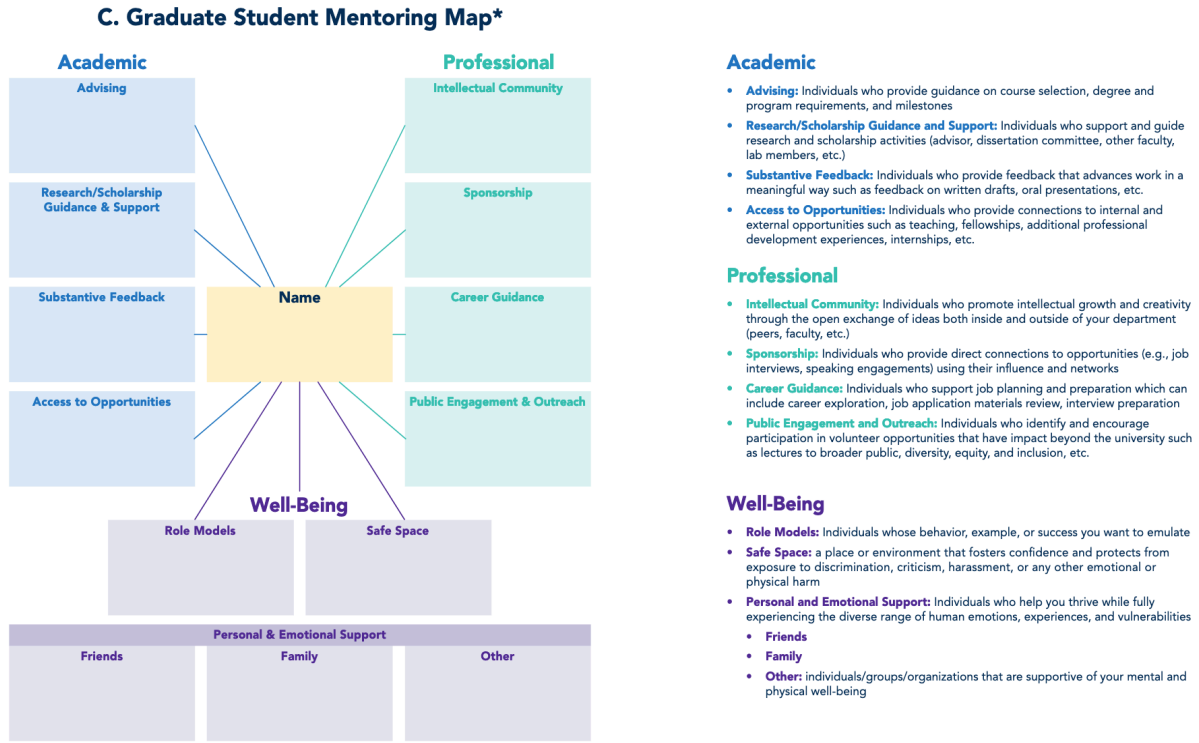 C. Graduate Student Mentoring Map*
Academic
Professional
Advising
Intellectual Community
Research/Scholarship
Guidance & Support
Sponsorship
Substantive Feedback
Name
Career Guidance
Access to Opportunities
Public Engagement & Outreach
Well-Being
Role Models
Safe Space
Personal & Emotional Support
Friends
Family
Other
Academic
• Advising: Individuals who provide guidance on course selection, degree and
program requirements, and milestones
• Research/Scholarship Guidance and Support: Individuals who support and guide
research and scholarship activities (advisor, dissertation committee, other faculty,
lab members, etc.)
• Substantive Feedback: Individuals who provide feedback that advances work in a
meaningful way such as feedback on written drafts, oral presentations, etc.
• Access to Opportunities: Individuals who provide connections to internal and
external opportunities such as teaching, fellowships, additional professional
development experiences, internships, etc.
Professional
• Intellectual Community: Individuals who promote intellectual growth and creativity
through the open exchange of ideas both inside and outside of your department
(peers, faculty, etc.)
• Sponsorship: Individuals who provide direct connections to opportunities (e.g., job
interviews, speaking engagements) using their influence and networks
• Career Guidance: Individuals who support job planning and preparation which can
include career exploration, job application materials review, interview preparation
• Public Engagement and Outreach: Individuals who identify and encourage
participation in volunteer opportunities that have impact beyond the university such
as lectures to broader public, diversity, equity, and inclusion, etc.
Well-Being
• Role Models: Individuals whose behavior, example, or success you want to emulate
• Safe Space: a place or environment that fosters confidence and protects from
exposure to discrimination, criticism, harassment, or any other emotional or
physical harm
• Personal and Emotional Support: Individuals who help you thrive while fully
experiencing the diverse range of human emotions, experiences, and vulnerabilities
• Friends
• Family
• Other: individuals/groups/organizations that are supportive of your mental and
physical well-being